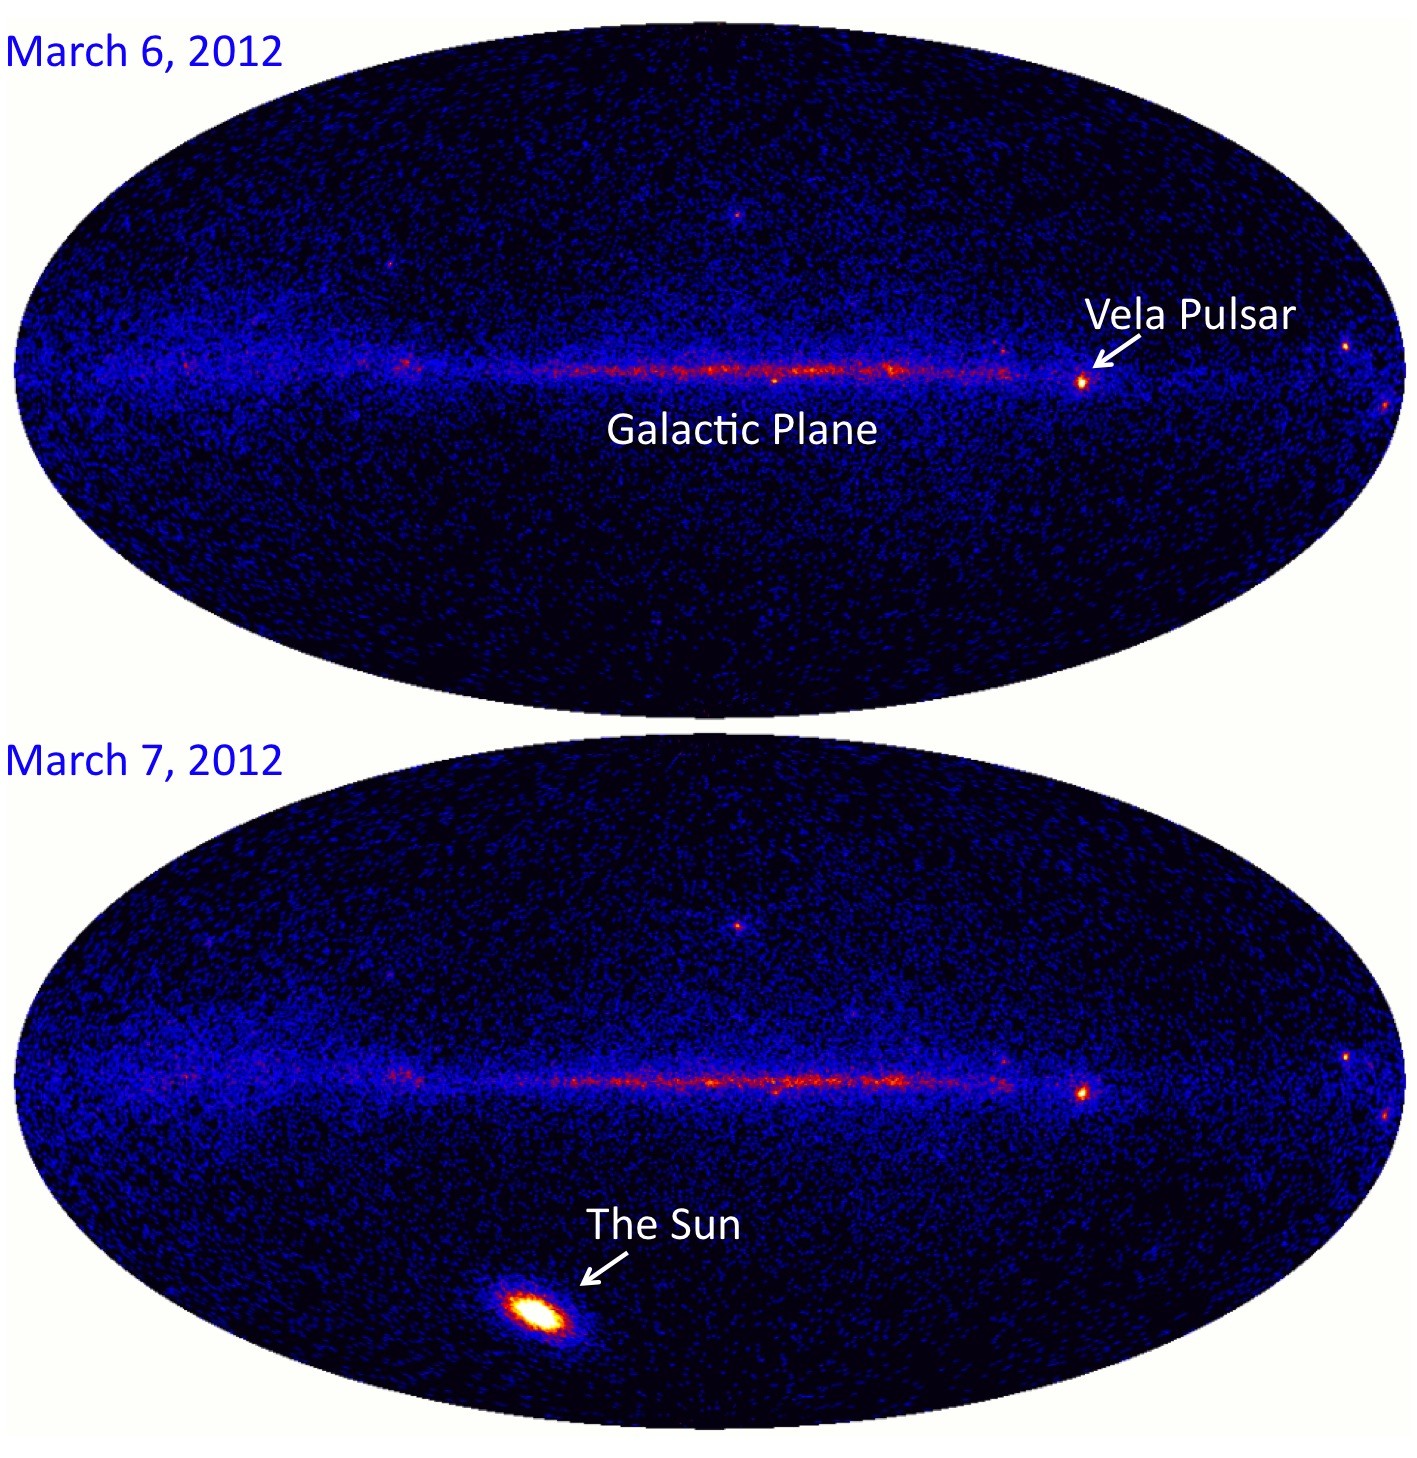 March 6, 2012
Vela Pulsar
Galactic Plane
March 7, 2012
The Sun